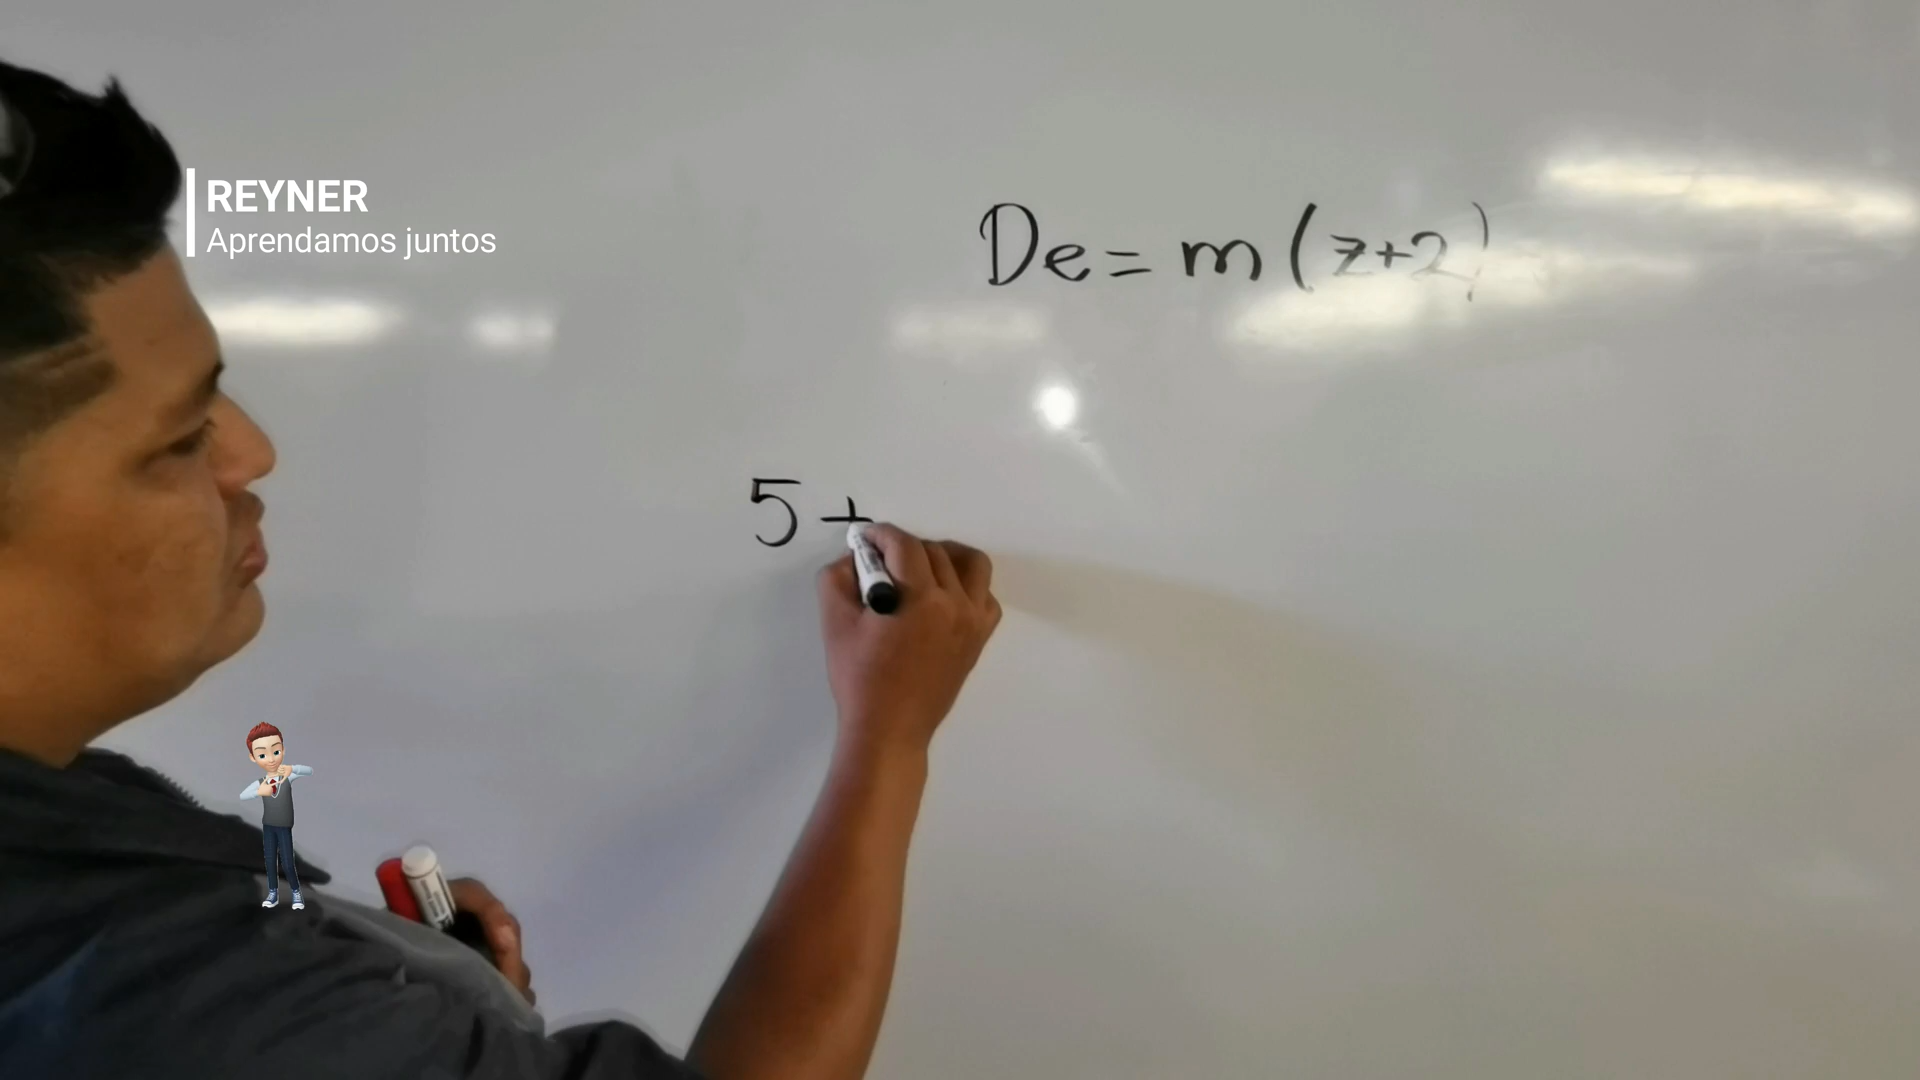 REYNER
Aprendamos juntos
De = m (z+2)
5 +